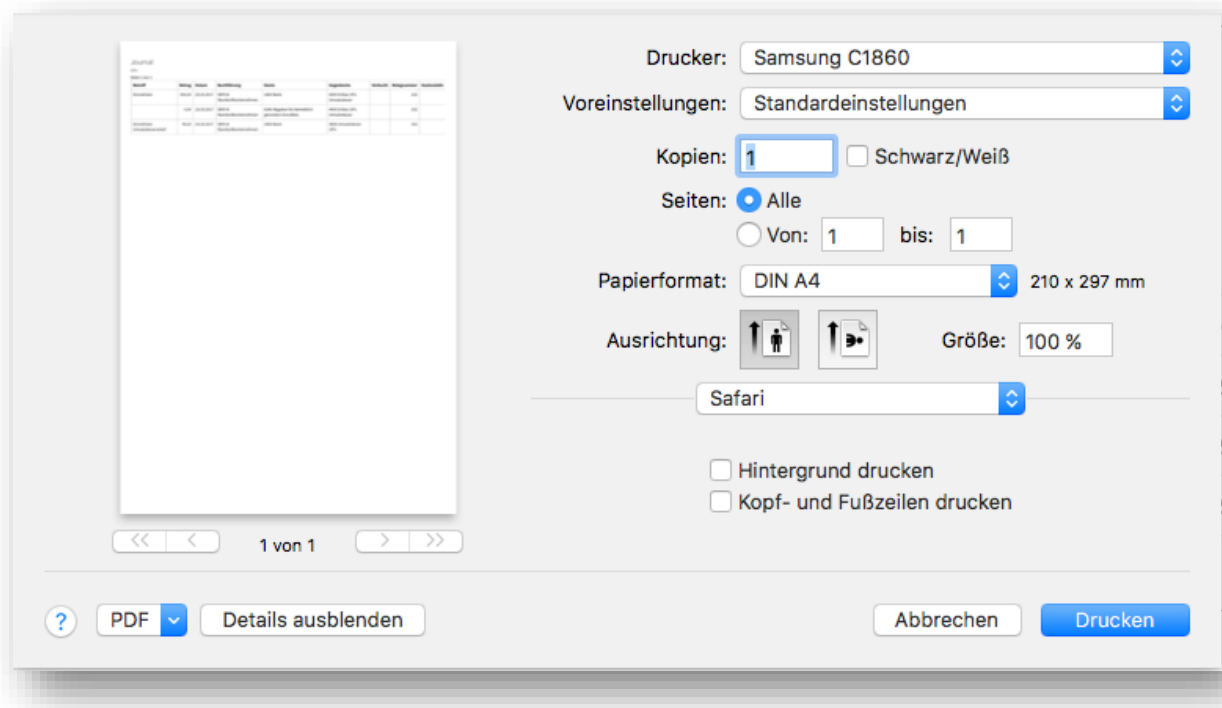 Journal
Drucker: Samsung C1860
Voreinstellungen: Standardeinstellungen
Kopien: 1 Schwarz/Weiß
Seiten: Alle
Von: 1 bis: 1
Papierformat: DIN A4 210 x 297 mm
Ausrichtung: Größe: 100 %
Safari
Hintergrund drucken
Kopf- und Fußzeilen drucken
<< < 1 von 1 > >>
? PDF Details ausblenden Abbrechen Drucken